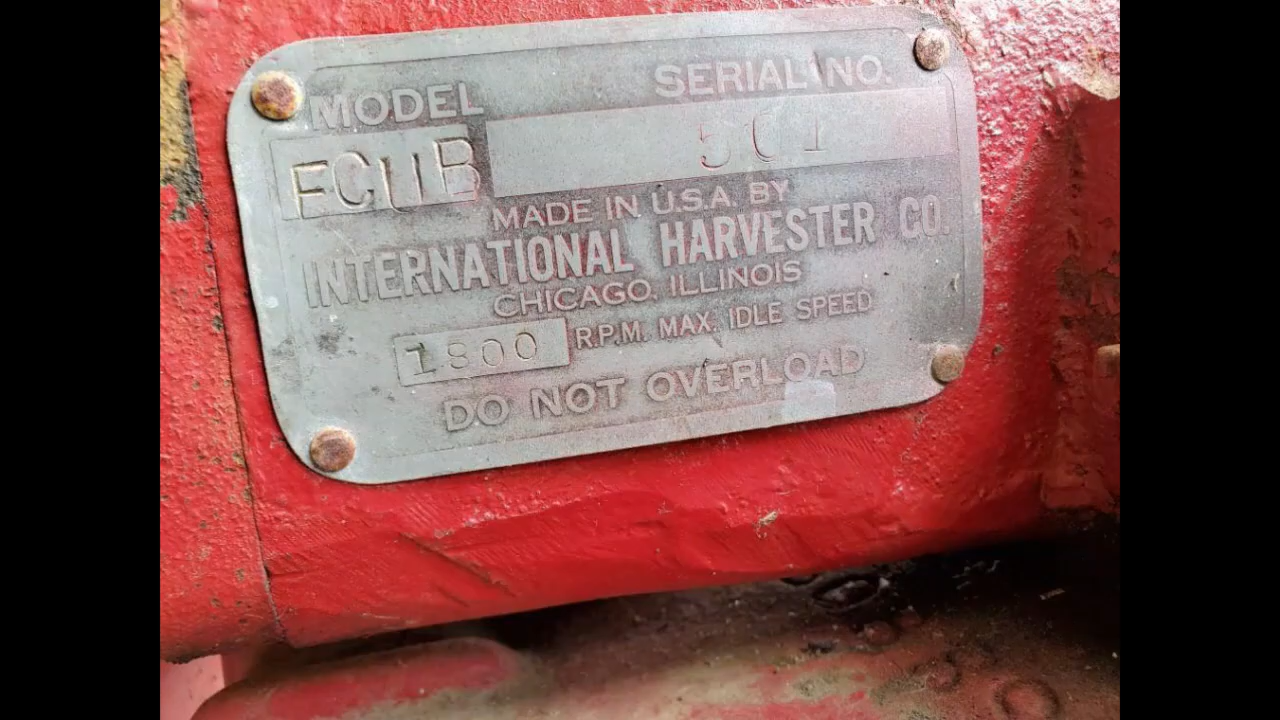 MODEL SERIAL NO.
FCUB 501
MADE IN U.S.A. BY
INTERNATIONAL HARVESTER CO.
CHICAGO, ILLINOIS
1800 R.P.M. MAX. IDLE SPEED
DO NOT OVERLOAD